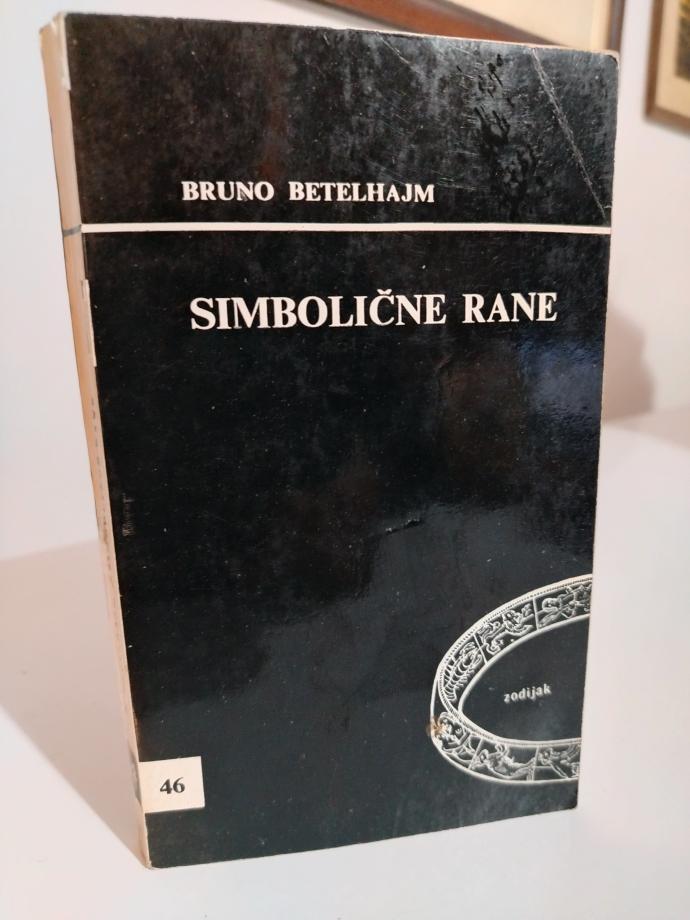 BRUNO BETELHAJM
SIMBOLIČNE RANE
zodijak
46